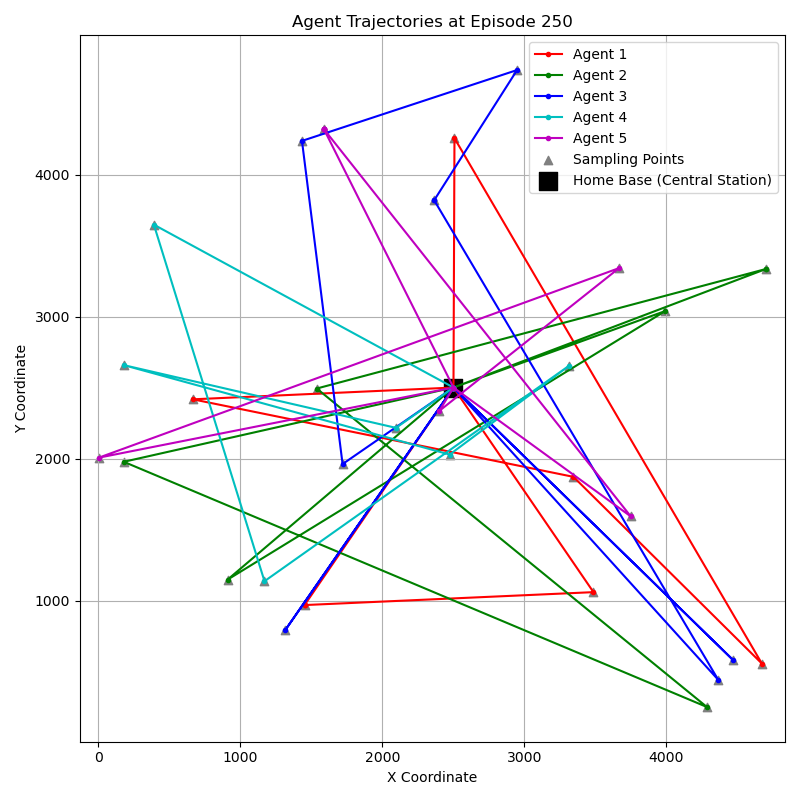 Agent Trajectories at Episode 250
Agent 1
Agent 2
Agent 3
Agent 4
Agent 5
Sampling Points
Home Base (Central Station)
Y Coordinate
4000
3000
2000
1000
0 1000 2000 3000 4000
X Coordinate